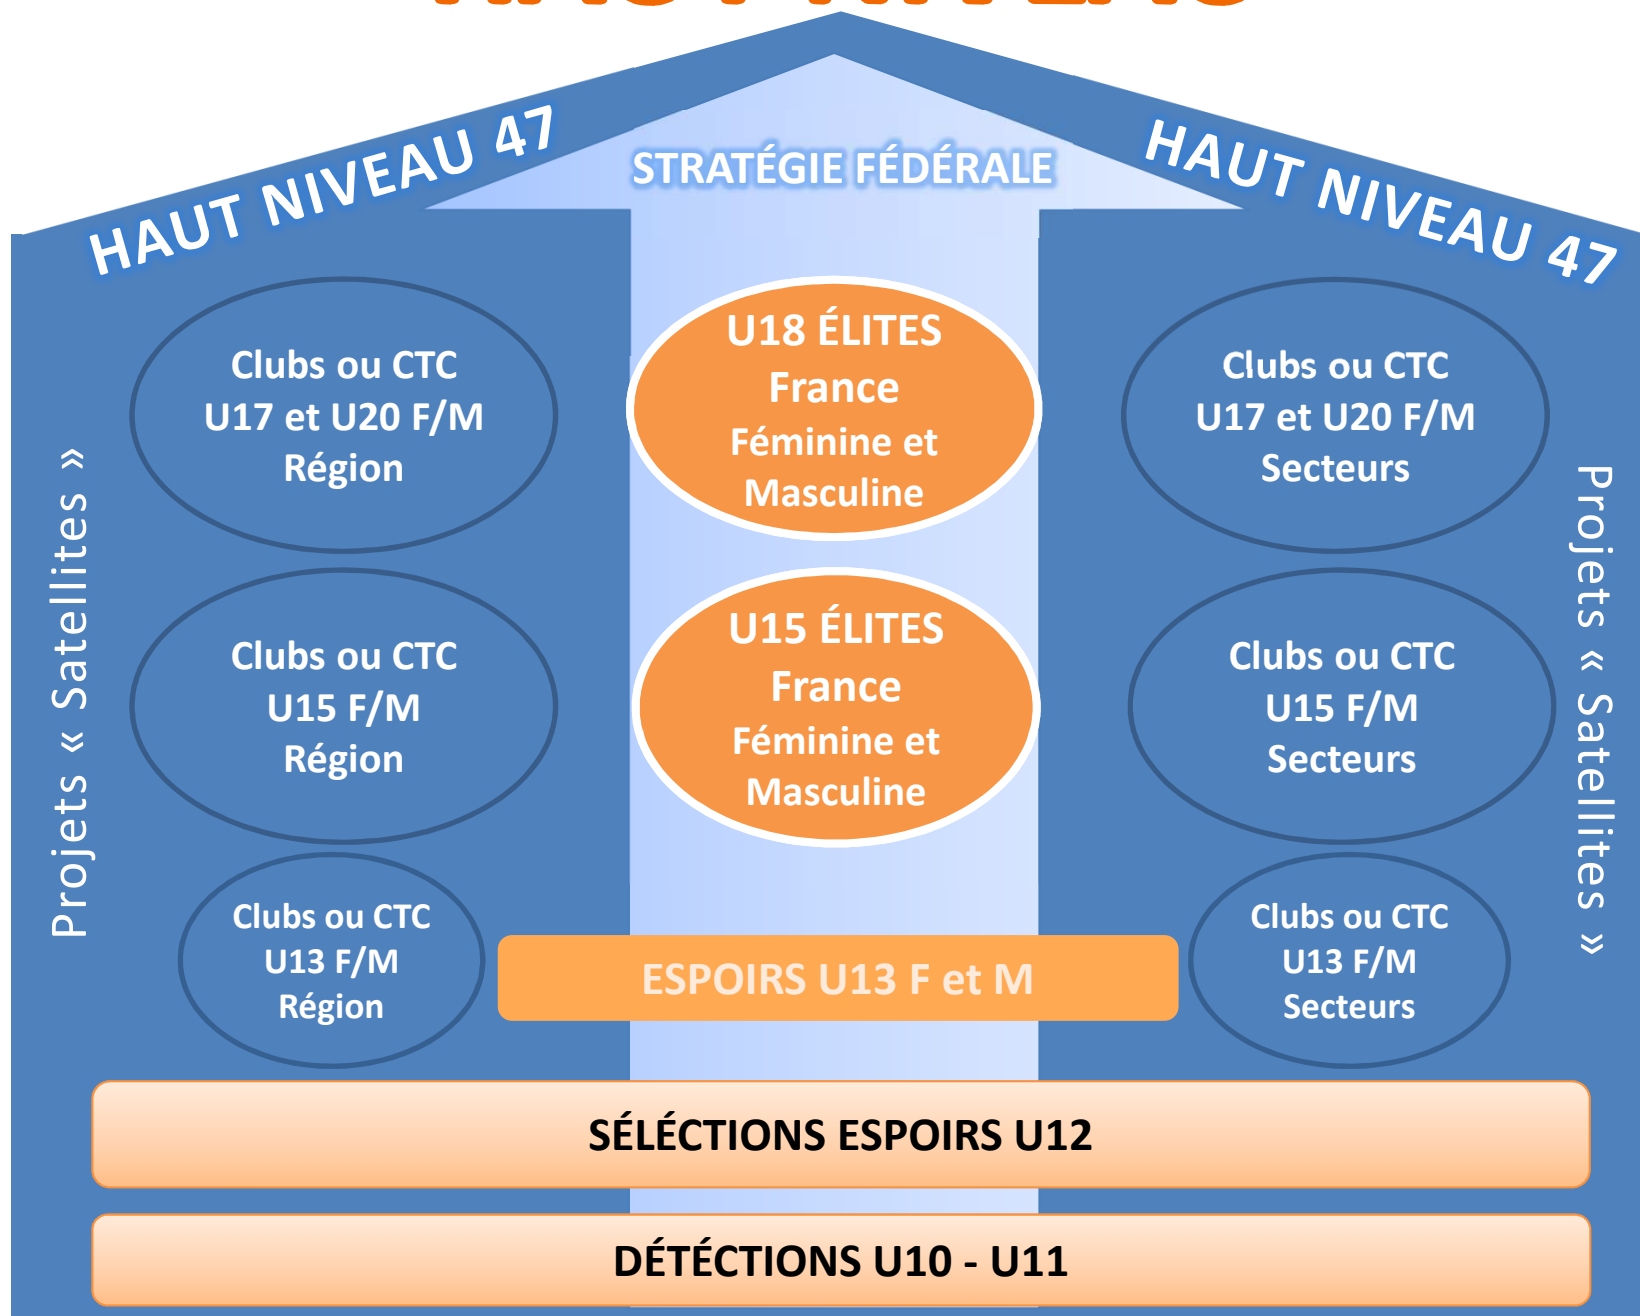 HAUT NIVEAU 47
STRATÉGIE FÉDÉRALE
HAUT NIVEAU 47
Projets « Satellites »
Clubs ou CTC
U17 et U20 F/M
Région
U18 ÉLITES
France
Féminine et
Masculine
Clubs ou CTC
U17 et U20 F/M
Secteurs
Projets « Satellites »
Clubs ou CTC
U15 F/M
Région
U15 ÉLITES
France
Féminine et
Masculine
Clubs ou CTC
U15 F/M
Secteurs
Clubs ou CTC
U13 F/M
Région
ESPOIRS U13 F et M
Clubs ou CTC
U13 F/M
Secteurs
SÉLÉCTIONS ESPOIRS U12
DÉTÉCTIONS U10 - U11